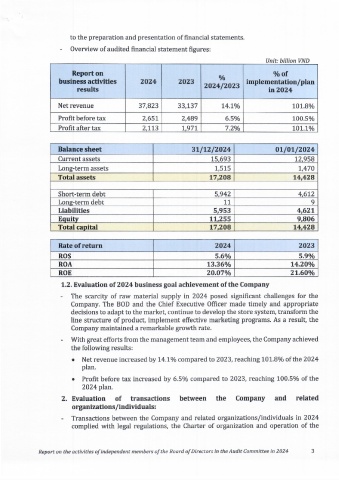 to the preparation and presentation of financial statements.
- Overview of audited financial statement figures:
Unit: billion VND
Report on business activities results 2024 2023 % 2024/2023 % of implementation/plan in 2024
Net revenue 37,823 33,137 14.1% 101.8%
Profit before tax 2,651 2,489 6.5% 100.5%
Profit after tax 2,113 1,971 7.2% 101.1%
Balance sheet 31/12/2024 01/01/2024
Current assets 15,693 12,958
Long-term assets 1,515 1,470
Total assets 17,208 14,428
Short-term debt 5,942 4,612
Long-term debt 11 9
Liabilities 5,953 4,621
Equity 11,255 9,806
Total capital 17,208 14,428
Rate of return 2024 2023
ROS 5.6% 5.9%
ROA 13.36% 14.20%
ROE 20.07% 21.60%
1.2. Evaluation of 2024 business goal achievement of the Company
- The scarcity of raw material supply in 2024 posed significant challenges for the
Company. The BOD and the Chief Executive Officer made timely and appropriate
decisions to adapt to the market, continue to develop the store system, transform the
line structure of product, implement effective marketing programs. As a result, the
Company maintained a remarkable growth rate.
- With great efforts from the management team and employees, the Company achieved
the following results:
• Net revenue increased by 14.1% compared to 2023, reaching 101.8% of the 2024
plan.
• Profit before tax increased by 6.5% compared to 2023, reaching 100.5% of the
2024 plan.
2. Evaluation of transactions between the Company and related
organizations/individuals:
- Transactions between the Company and related organizations/individuals in 2024
complied with legal regulations, the Charter of organization and operation of the
Report on the activities of independent members of the Board of Directors in the Audit Committee in 2024 3